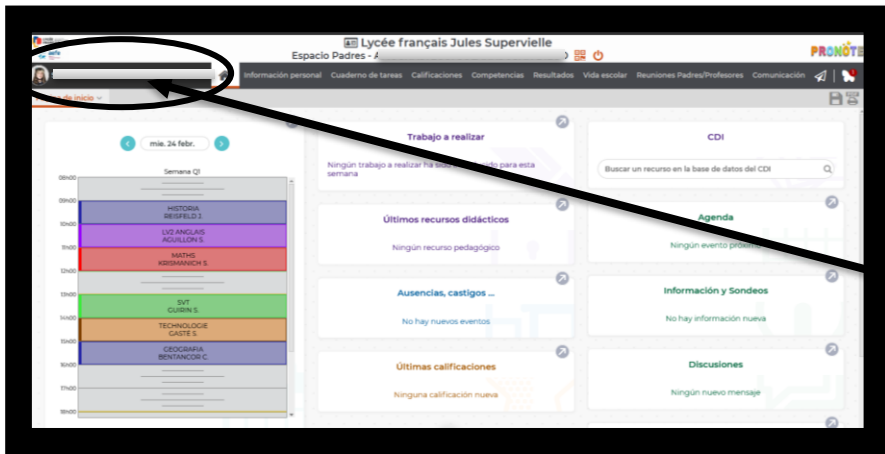 Lycée français Jules Supervielle
Espacio Padres - A
PRONOTE
Información personal Cuaderno de tareas Calificaciones Competencias Resultados Vida escolar Reuniones Padres/Profesores Comunicación
de inicio
mie. 24 febr.
Semana Q1
08h00
09h00
HISTORIA
REISFELD J.
10h00
LV2 ANGLAIS
AGUILLON S.
11h00
MATHS
KRISMANICH S.
12h00
13h00
SVT
GUIRIN S.
14h00
TECHNOLOGIE
GASTÉ S.
15h00
GEOGRAFIA
BENTANCOR C.
16h00
17h00
18h00
Trabajo a realizar
Ningún trabajo a realizar ha para esta
semana
Últimos recursos didácticos
Ningún recurso pedagógico
Ausencias, castigos ...
No hay nuevos eventos
Últimas calificaciones
Ninguna calificación nueva
CDI
Buscar un recurso en la base de datos del CDI
Agenda
Ningún evento
Información y Sondeos
No hay información nueva
Discusiones
Ningún nuevo mensaje